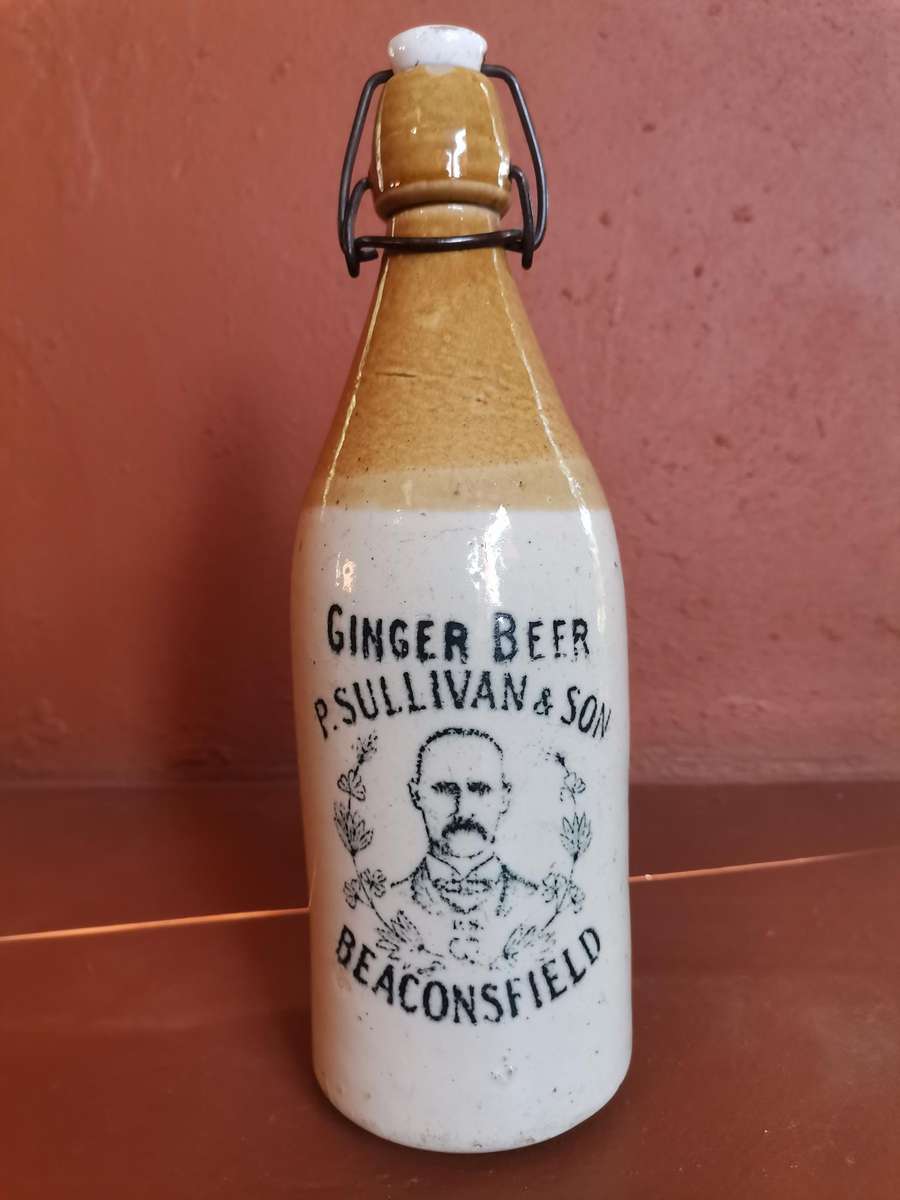 GINGER BEER
P. SULLIVAN & SON
P.S.
BEACONSFIELD